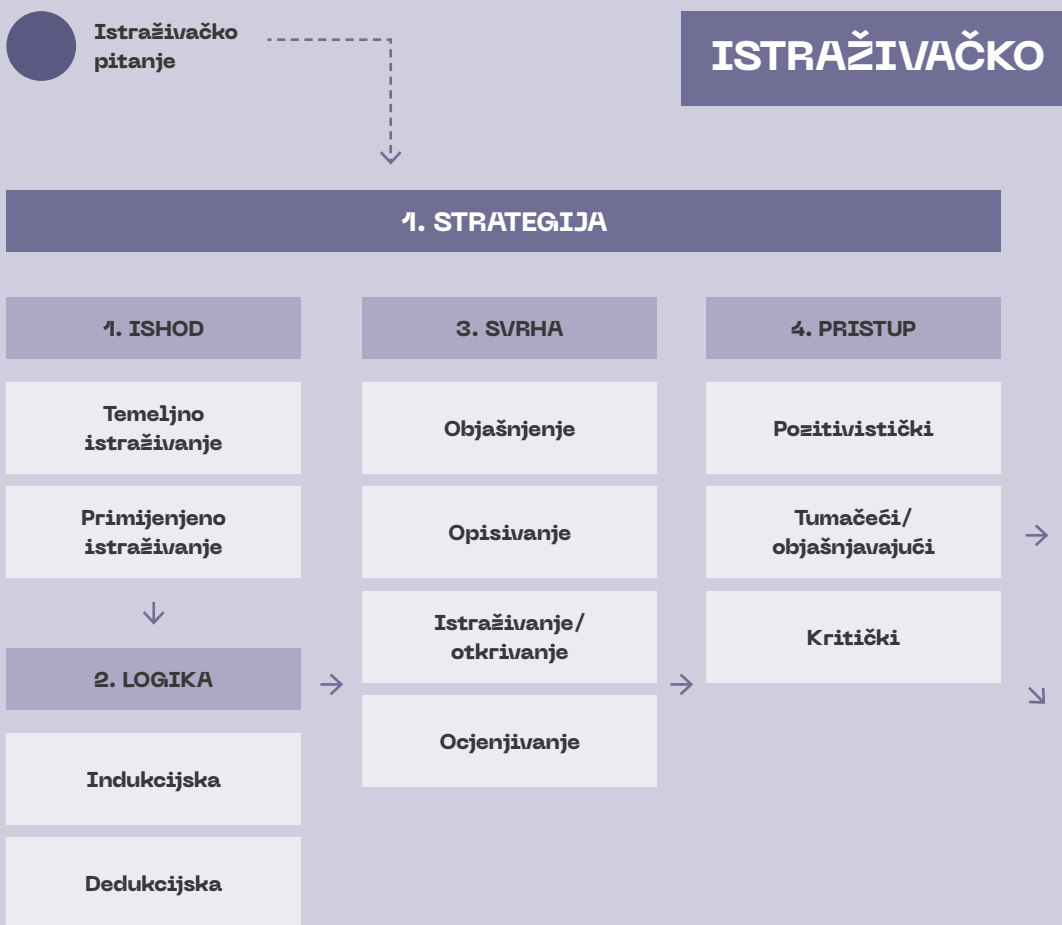 Istraživačko
pitanje
ISTRAŽIVAČKO
1. STRATEGIJA
1. ISHOD
Temeljno
istraživanje
Primijenjeno
istraživanje
2. LOGIKA
Indukcijska
Dedukcijska
3. SVRHA
Objašnjenje
Opisivanje
Istraživanje/
otkrivanje
Ocjenjivanje
4. PRISTUP
Pozitivistički
Tumačeći/
objašnjavajući
Kritički